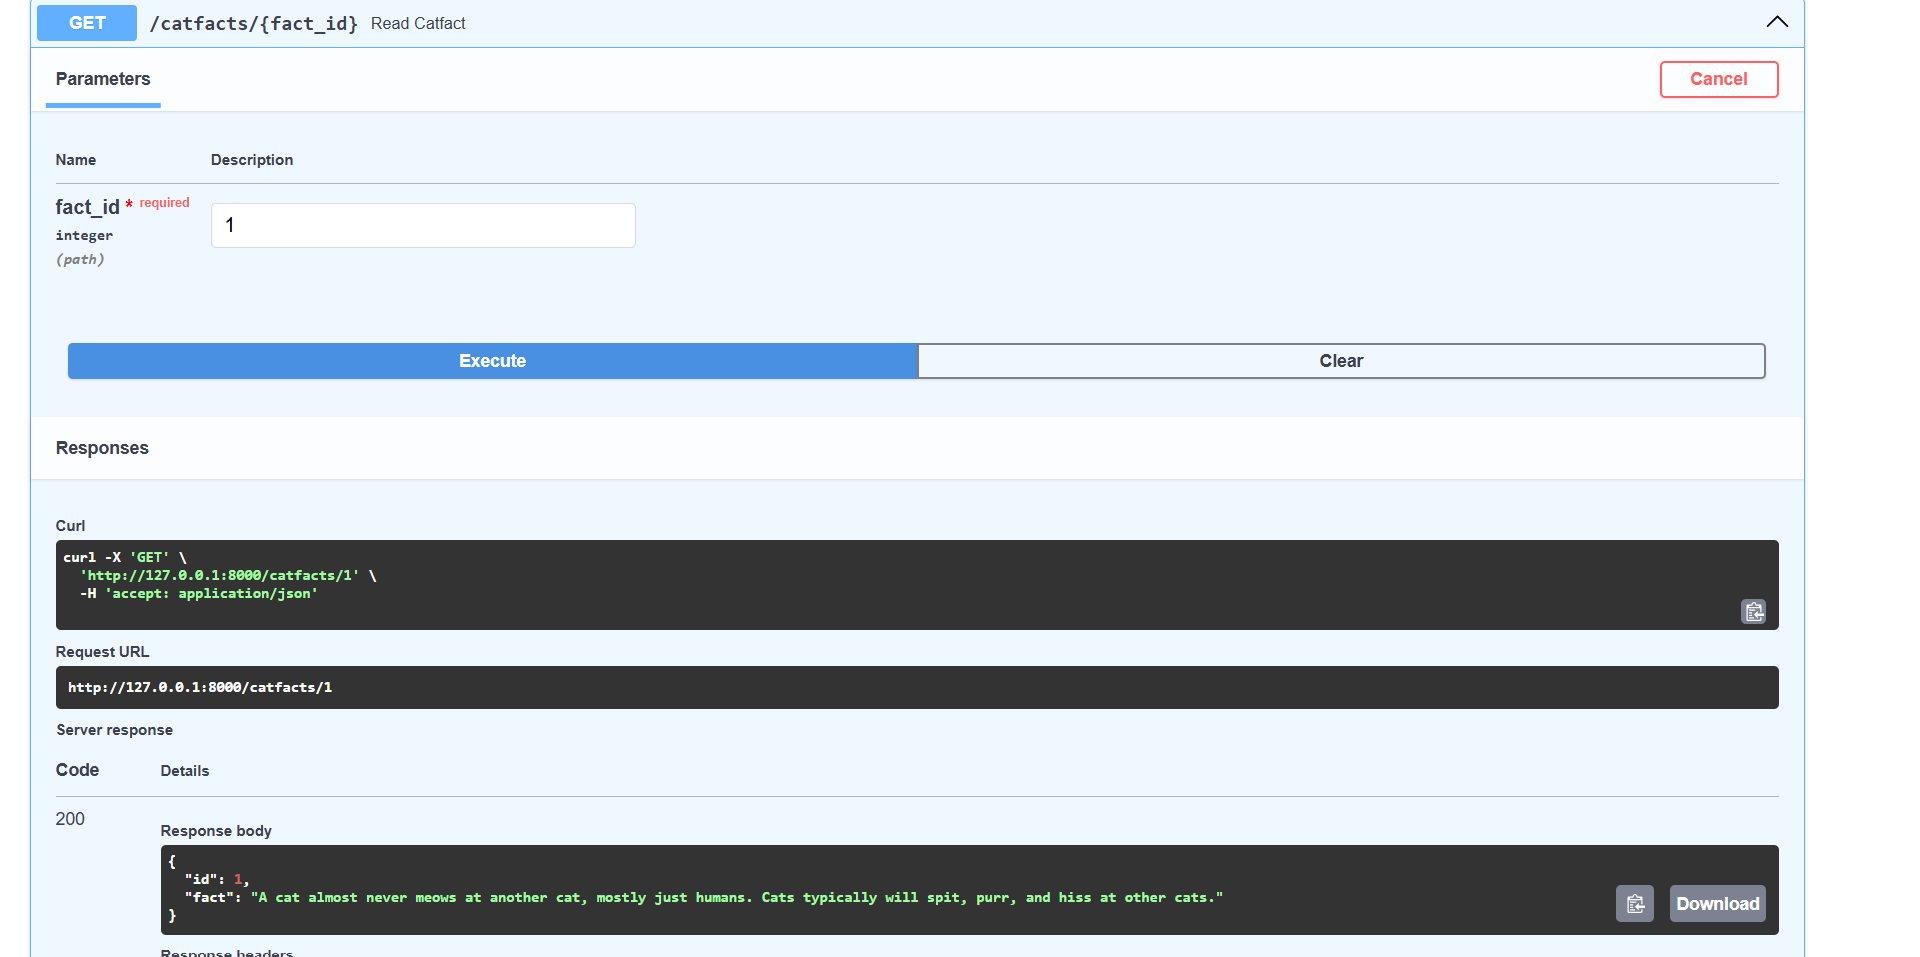 GET /catfacts/{fact_id} Read Catfact
Parameters Cancel
Name Description
fact_id * required
integer
(path)
1
Execute Clear
Responses
Curl
curl -X 'GET' \
  'http://127.0.0.1:8000/catfacts/1' \
  -H 'accept: application/json'
Request URL
http://127.0.0.1:8000/catfacts/1
Server response
Code Details
200
Response body
{
  "id": 1,
  "fact": "A cat almost never meows at another cat, mostly just humans. Cats typically will spit, purr, and hiss at other cats."
}
Download
Response headers